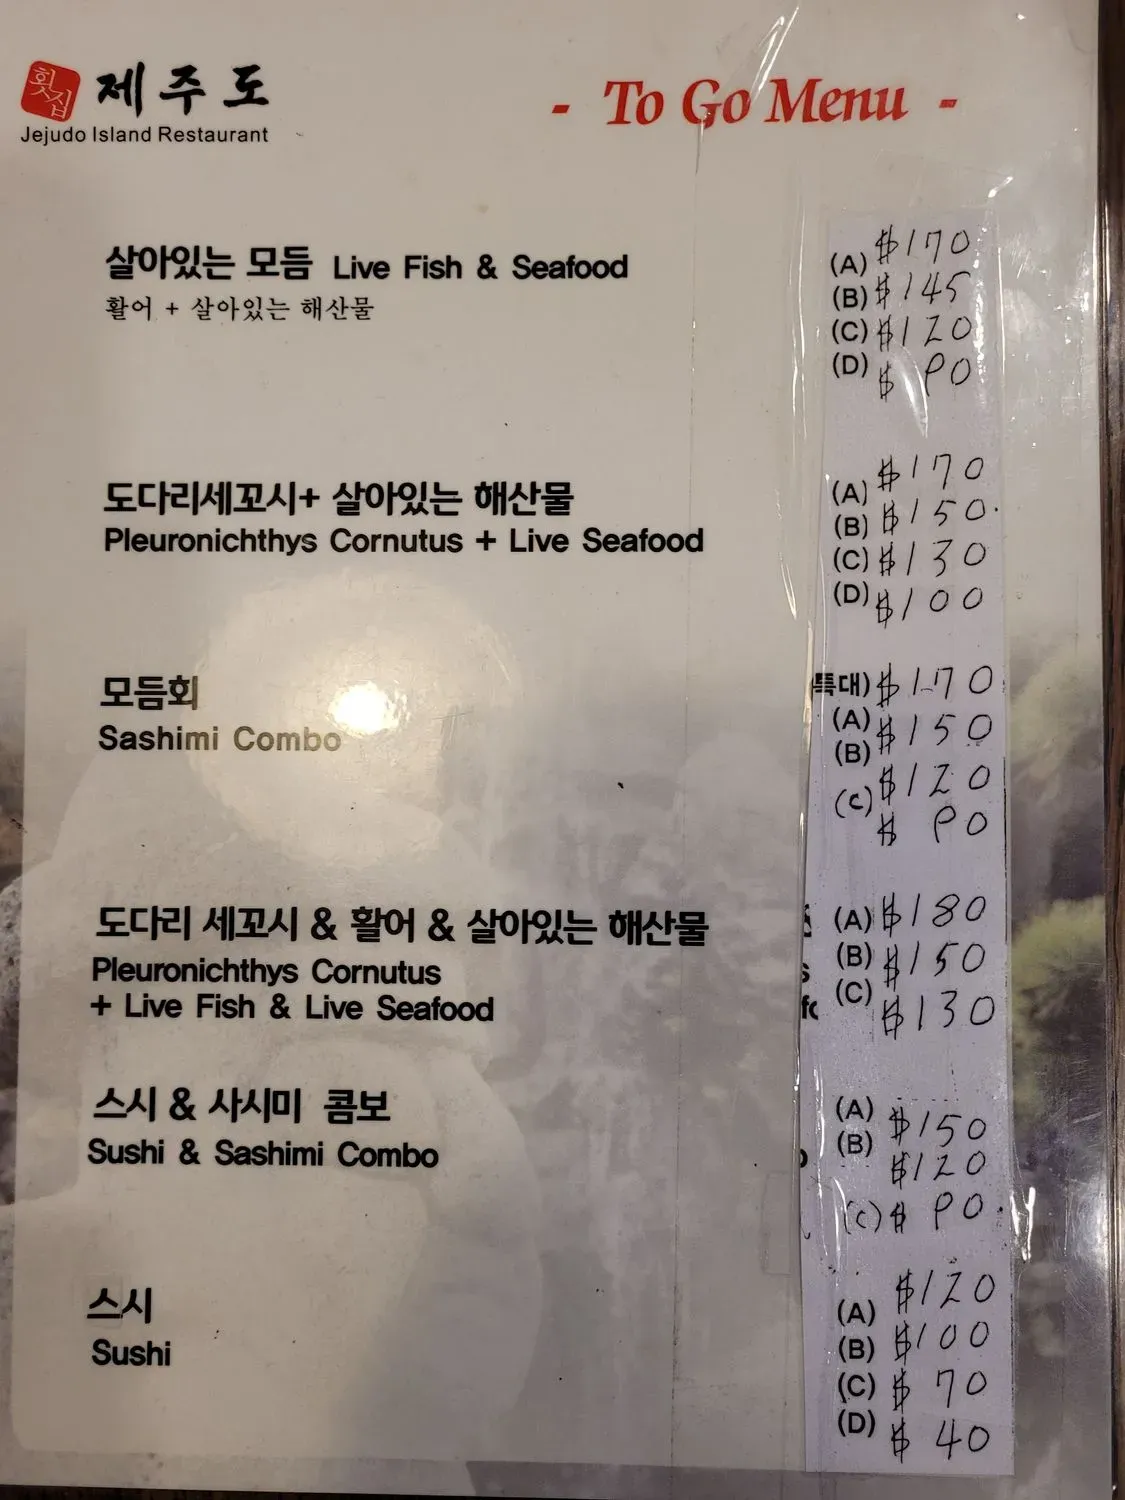 횟집
제주도
Jejudo Island Restaurant
- To Go Menu -
살아있는 모듬 Live Fish & Seafood
활어 + 살아있는 해산물
(A) $170
(B) $145
(C) $120
(D) $ 90
도다리세꼬시+ 살아있는 해산물
Pleuronichthys Cornutus + Live Seafood
(A) $170
(B) $150
(C) $130
(D) $100
모듬회
Sashimi Combo
특대) $170
(A) $150
(B) $120
(C) $ 90
도다리 세꼬시 & 활어 & 살아있는 해산물
Pleuronichthys Cornutus
+ Live Fish & Live Seafood
(A) $180
(B) $150
(C) $130
스시 & 사시미 콤보
Sushi & Sashimi Combo
(A) $150
(B) $120
(C) $ 90
스시
Sushi
(A) $120
(B) $100
(C) $ 70
(D) $ 40